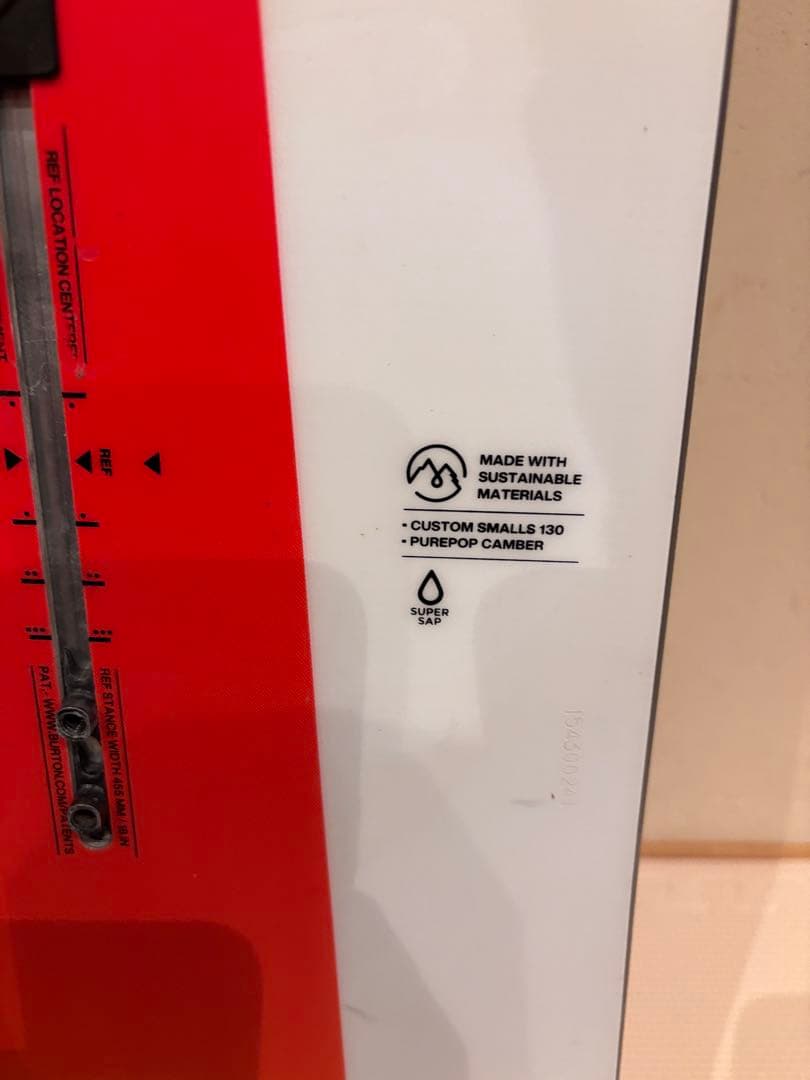 REF LOCATION CENTERED
REF
MADE WITH
SUSTAINABLE
MATERIALS
• CUSTOM SMALLS 130
• PUREPOP CAMBER
SUPER
SAP
REF STANCE WIDTH 455 MM / 18 IN
PAT.: WWW.BURTON.COM/PATENTS